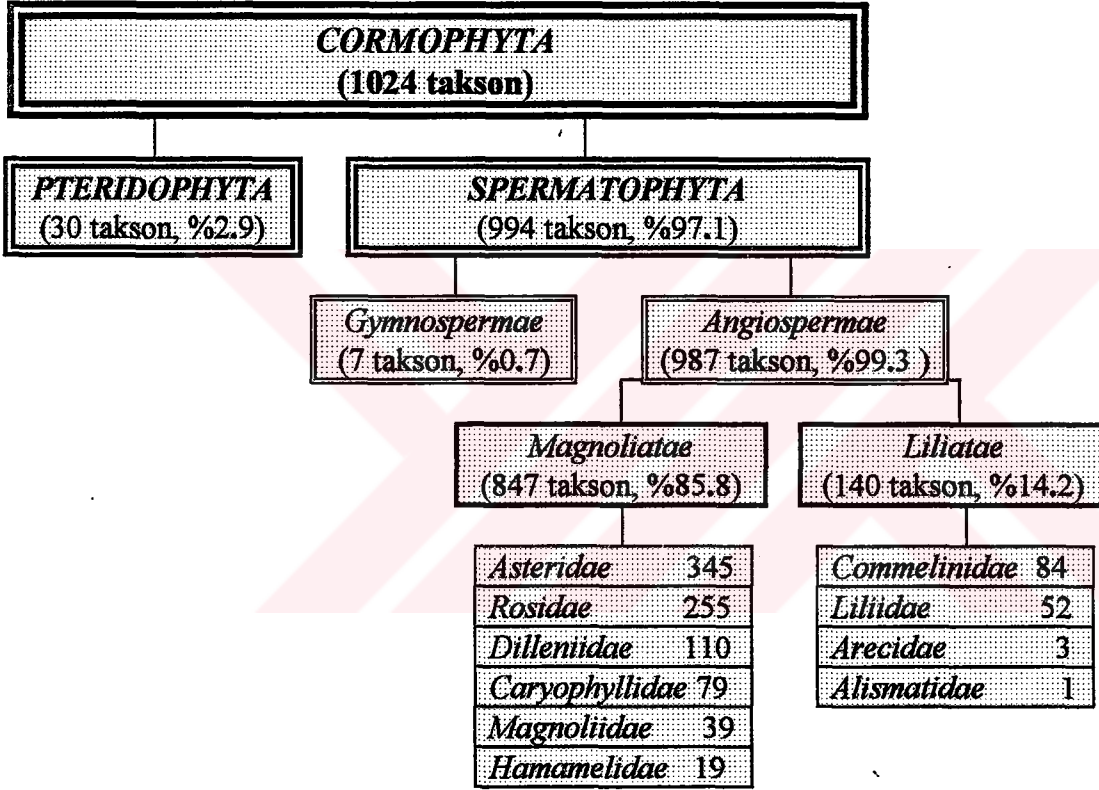 CORMOPHYTA
(1024 takson)
PTERIDOPHYTA
(30 takson, %2.9)
SPERMATOPHYTA
(994 takson, %97.1)
Gymnospermae
(7 takson, %0.7)
Angiospermae
(987 takson, %99.3 )
Magnoliatae
(847 takson, %85.8)
Liliatae
(140 takson, %14.2)
Asteridae 345
Rosidae 255
Dilleniidae 110
Caryophyllidae 79
Magnoliidae 39
Hamamelidae 19
Commelinidae 84
Liliidae 52
Arecidae 3
Alismatidae 1